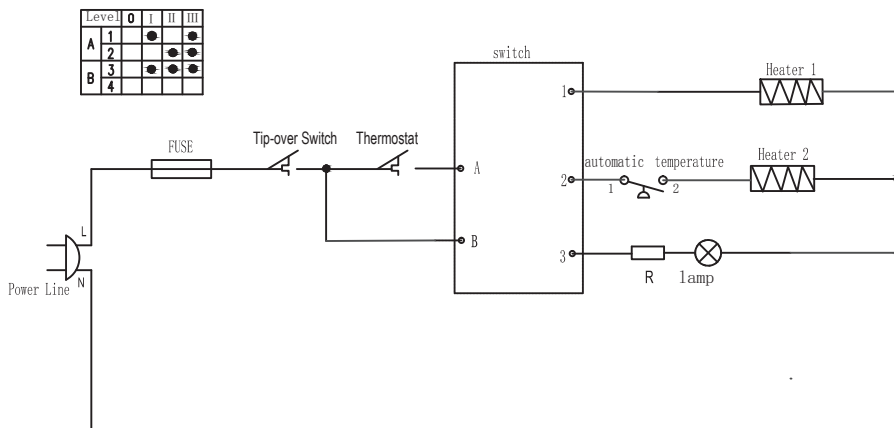 Level 0 I II III
A 1
2
B 3
4
switch
Heater 1
1
FUSE
Tip-over Switch
Thermostat
A
automatic temperature
Heater 2
2
1
2
B
L
3
R
lamp
N
Power Line